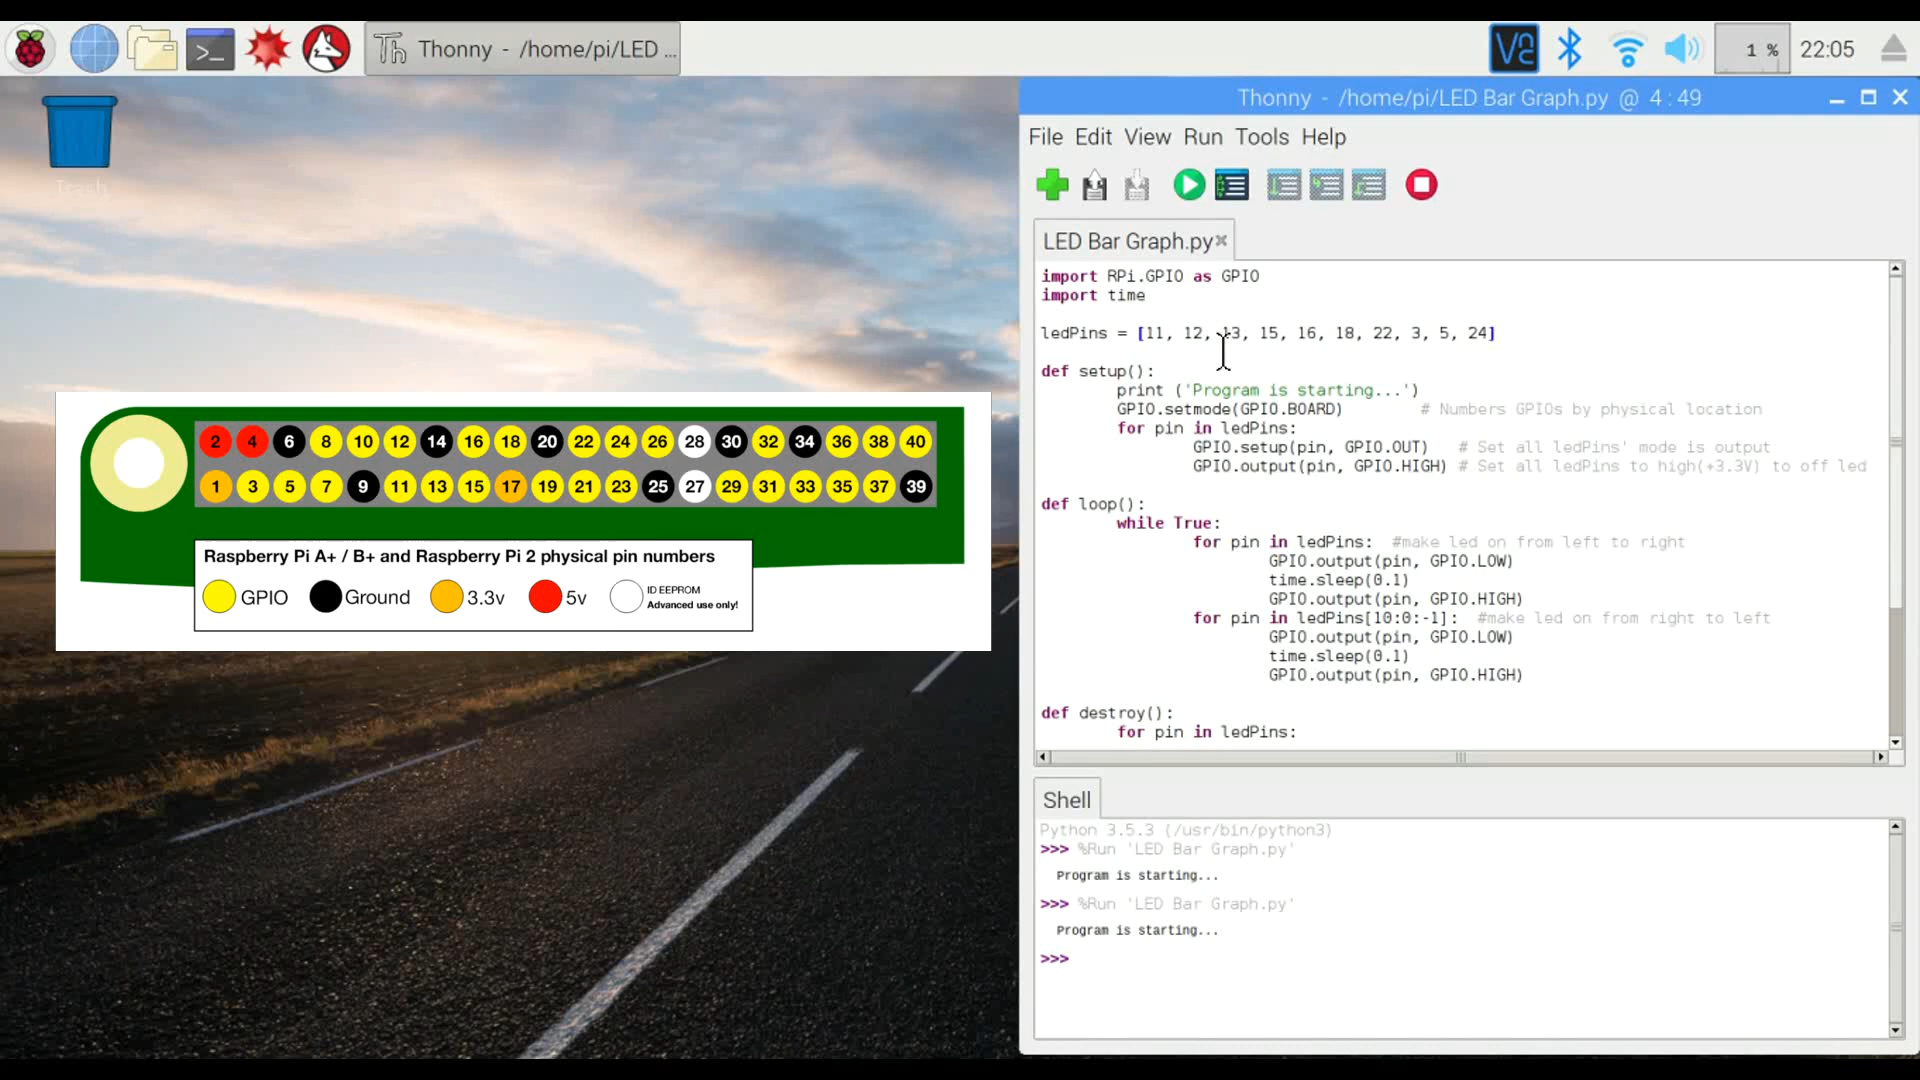 Thonny - /home/pi/LED ...
1 %
22:05
Trash
Thonny - /home/pi/LED Bar Graph.py @ 4 : 49
File Edit View Run Tools Help
LED Bar Graph.py
import RPi.GPIO as GPIO
import time
ledPins = [11, 12, 13, 15, 16, 18, 22, 3, 5, 24]
def setup():
print ('Program is starting...')
GPIO.setmode(GPIO.BOARD) # Numbers GPIOs by physical location
for pin in ledPins:
GPIO.setup(pin, GPIO.OUT) # Set all ledPins' mode is output
GPIO.output(pin, GPIO.HIGH) # Set all ledPins to high(+3.3V) to off led
def loop():
while True:
for pin in ledPins: #make led on from left to right
GPIO.output(pin, GPIO.LOW)
time.sleep(0.1)
GPIO.output(pin, GPIO.HIGH)
for pin in ledPins[10:0:-1]: #make led on from right to left
GPIO.output(pin, GPIO.LOW)
time.sleep(0.1)
GPIO.output(pin, GPIO.HIGH)
def destroy():
for pin in ledPins:
Shell
Python 3.5.3 (/usr/bin/python3)
>>> %Run 'LED Bar Graph.py'
Program is starting...
>>> %Run 'LED Bar Graph.py'
Program is starting...
>>>
2 4 6 8 10 12 14 16 18 20 22 24 26 28 30 32 34 36 38 40
1 3 5 7 9 11 13 15 17 19 21 23 25 27 29 31 33 35 37 39
Raspberry Pi A+ / B+ and Raspberry Pi 2 physical pin numbers
GPIO Ground 3.3v 5v ID EEPROM
Advanced use only!